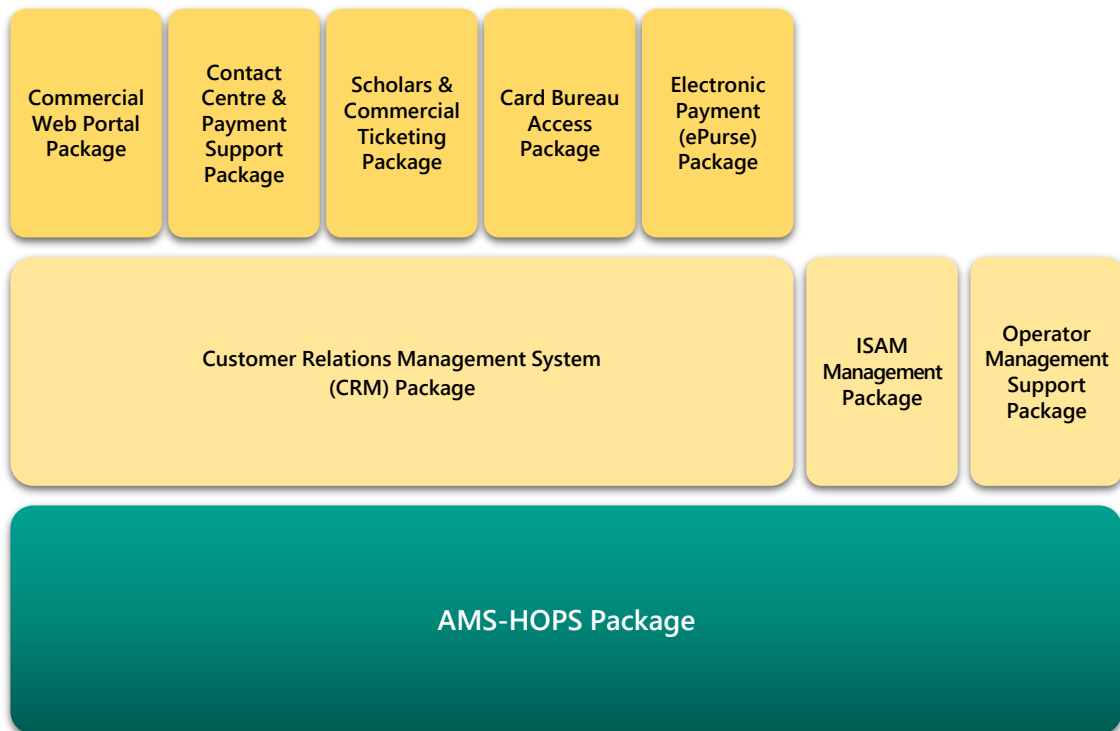 Commercial
Web Portal
Package
Contact
Centre &
Payment
Support
Package
Scholars &
Commercial
Ticketing
Package
Card Bureau
Access
Package
Electronic
Payment
(ePurse)
Package
Customer Relations Management System
(CRM) Package
ISAM
Management
Package
Operator
Management
Support
Package
AMS-HOPS Package